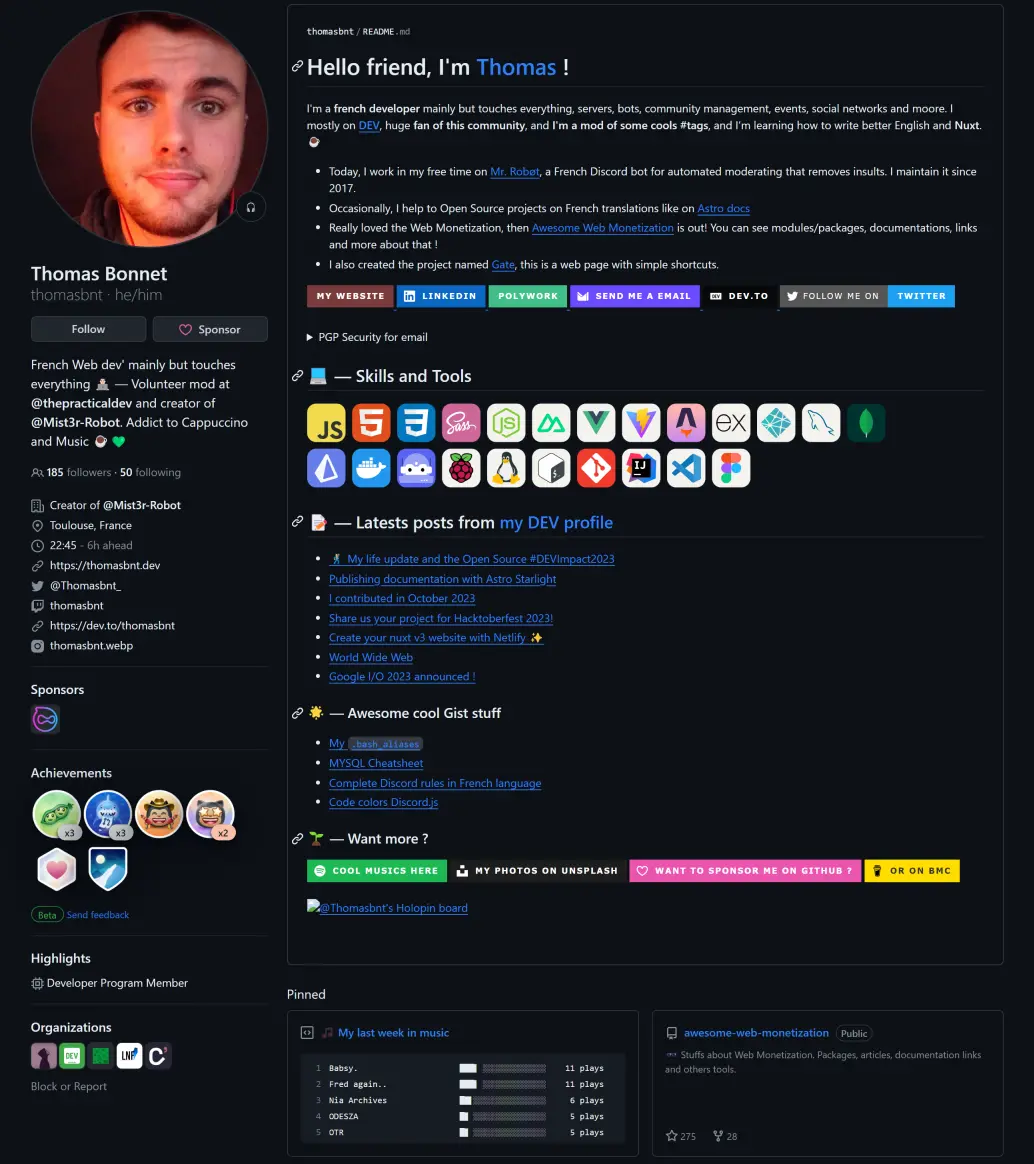 Thomas Bonnet
thomasbnt · he/him
Follow
Sponsor
French Web dev' mainly but touches
everything 👨🏻‍💻 — Volunteer mod at
@thepracticaldev and creator of
@Mist3r-Robot. Addict to Cappuccino
and Music ☕ 💚
185 followers · 50 following
Creator of @Mist3r-Robot
Toulouse, France
22:45 - 6h ahead
https://thomasbnt.dev
@Thomasbnt_
thomasbnt
https://dev.to/thomasbnt
thomasbnt.webp
Sponsors
Achievements
x3
x3
x2
Beta Send feedback
Highlights
Developer Program Member
Organizations
DEV
LNP
C
Block or Report
thomasbnt / README.md
Hello friend, I'm Thomas !
I'm a french developer mainly but touches everything, servers, bots, community management, events, social networks and moore. I
mostly on DEV, huge fan of this community, and I'm a mod of some cools #tags, and I'm learning how to write better English and Nuxt.
☕
• Today, I work in my free time on Mr. Robøt, a French Discord bot for automated moderating that removes insults. I maintain it since
2017.
• Occasionally, I help to Open Source projects on French translations like on Astro docs
• Really loved the Web Monetization, then Awesome Web Monetization is out! You can see modules/packages, documentations, links
and more about that !
• I also created the project named Gate, this is a web page with simple shortcuts.
MY WEBSITE
LINKEDIN
POLYWORK
SEND ME A EMAIL
DEV.TO
FOLLOW ME ON TWITTER
PGP Security for email
💻 — Skills and Tools
JS
Sass
ex
$
IJ
📝 — Latests posts from my DEV profile
• My life update and the Open Source #DEVImpact2023
• Publishing documentation with Astro Starlight
• I contributed in October 2023
• Share us your project for Hacktoberfest 2023!
• Create your nuxt v3 website with Netlify ✨
• World Wide Web
• Google I/O 2023 announced !
🌟 — Awesome cool Gist stuff
• My .bash_aliases
• MYSQL Cheatsheet
• Complete Discord rules in French language
• Code colors Discord.js
🌱 — Want more ?
COOL MUSICS HERE
MY PHOTOS ON UNSPLASH
WANT TO SPONSOR ME ON GITHUB ?
OR ON BMC
@Thomasbnt's Holopin board
Pinned
🎵 My last week in music
1 Babsy. 11 plays
2 Fred again.. 11 plays
3 Nia Archives 6 plays
4 ODESZA 5 plays
5 OTR 5 plays
awesome-web-monetization Public
Stuffs about Web Monetization. Packages, articles, documentation links
and others tools.
275 28